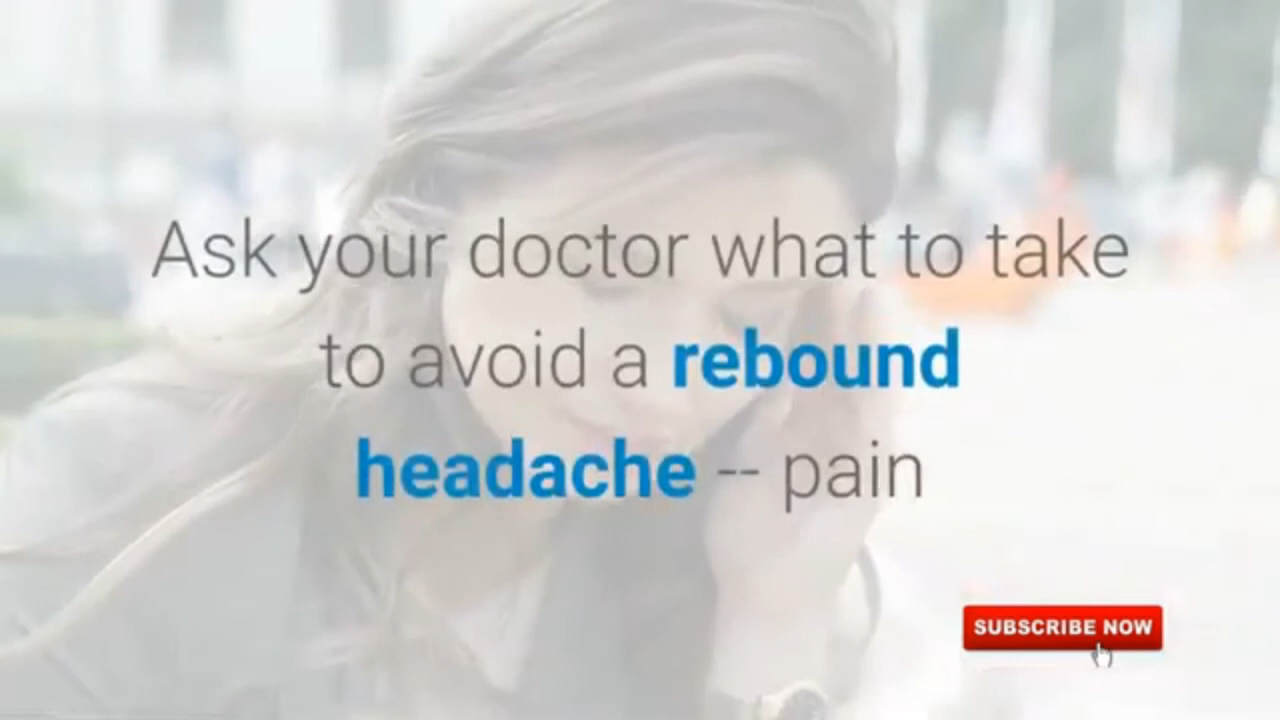 Ask your doctor what to take
to avoid a rebound
headache -- pain
SUBSCRIBE NOW